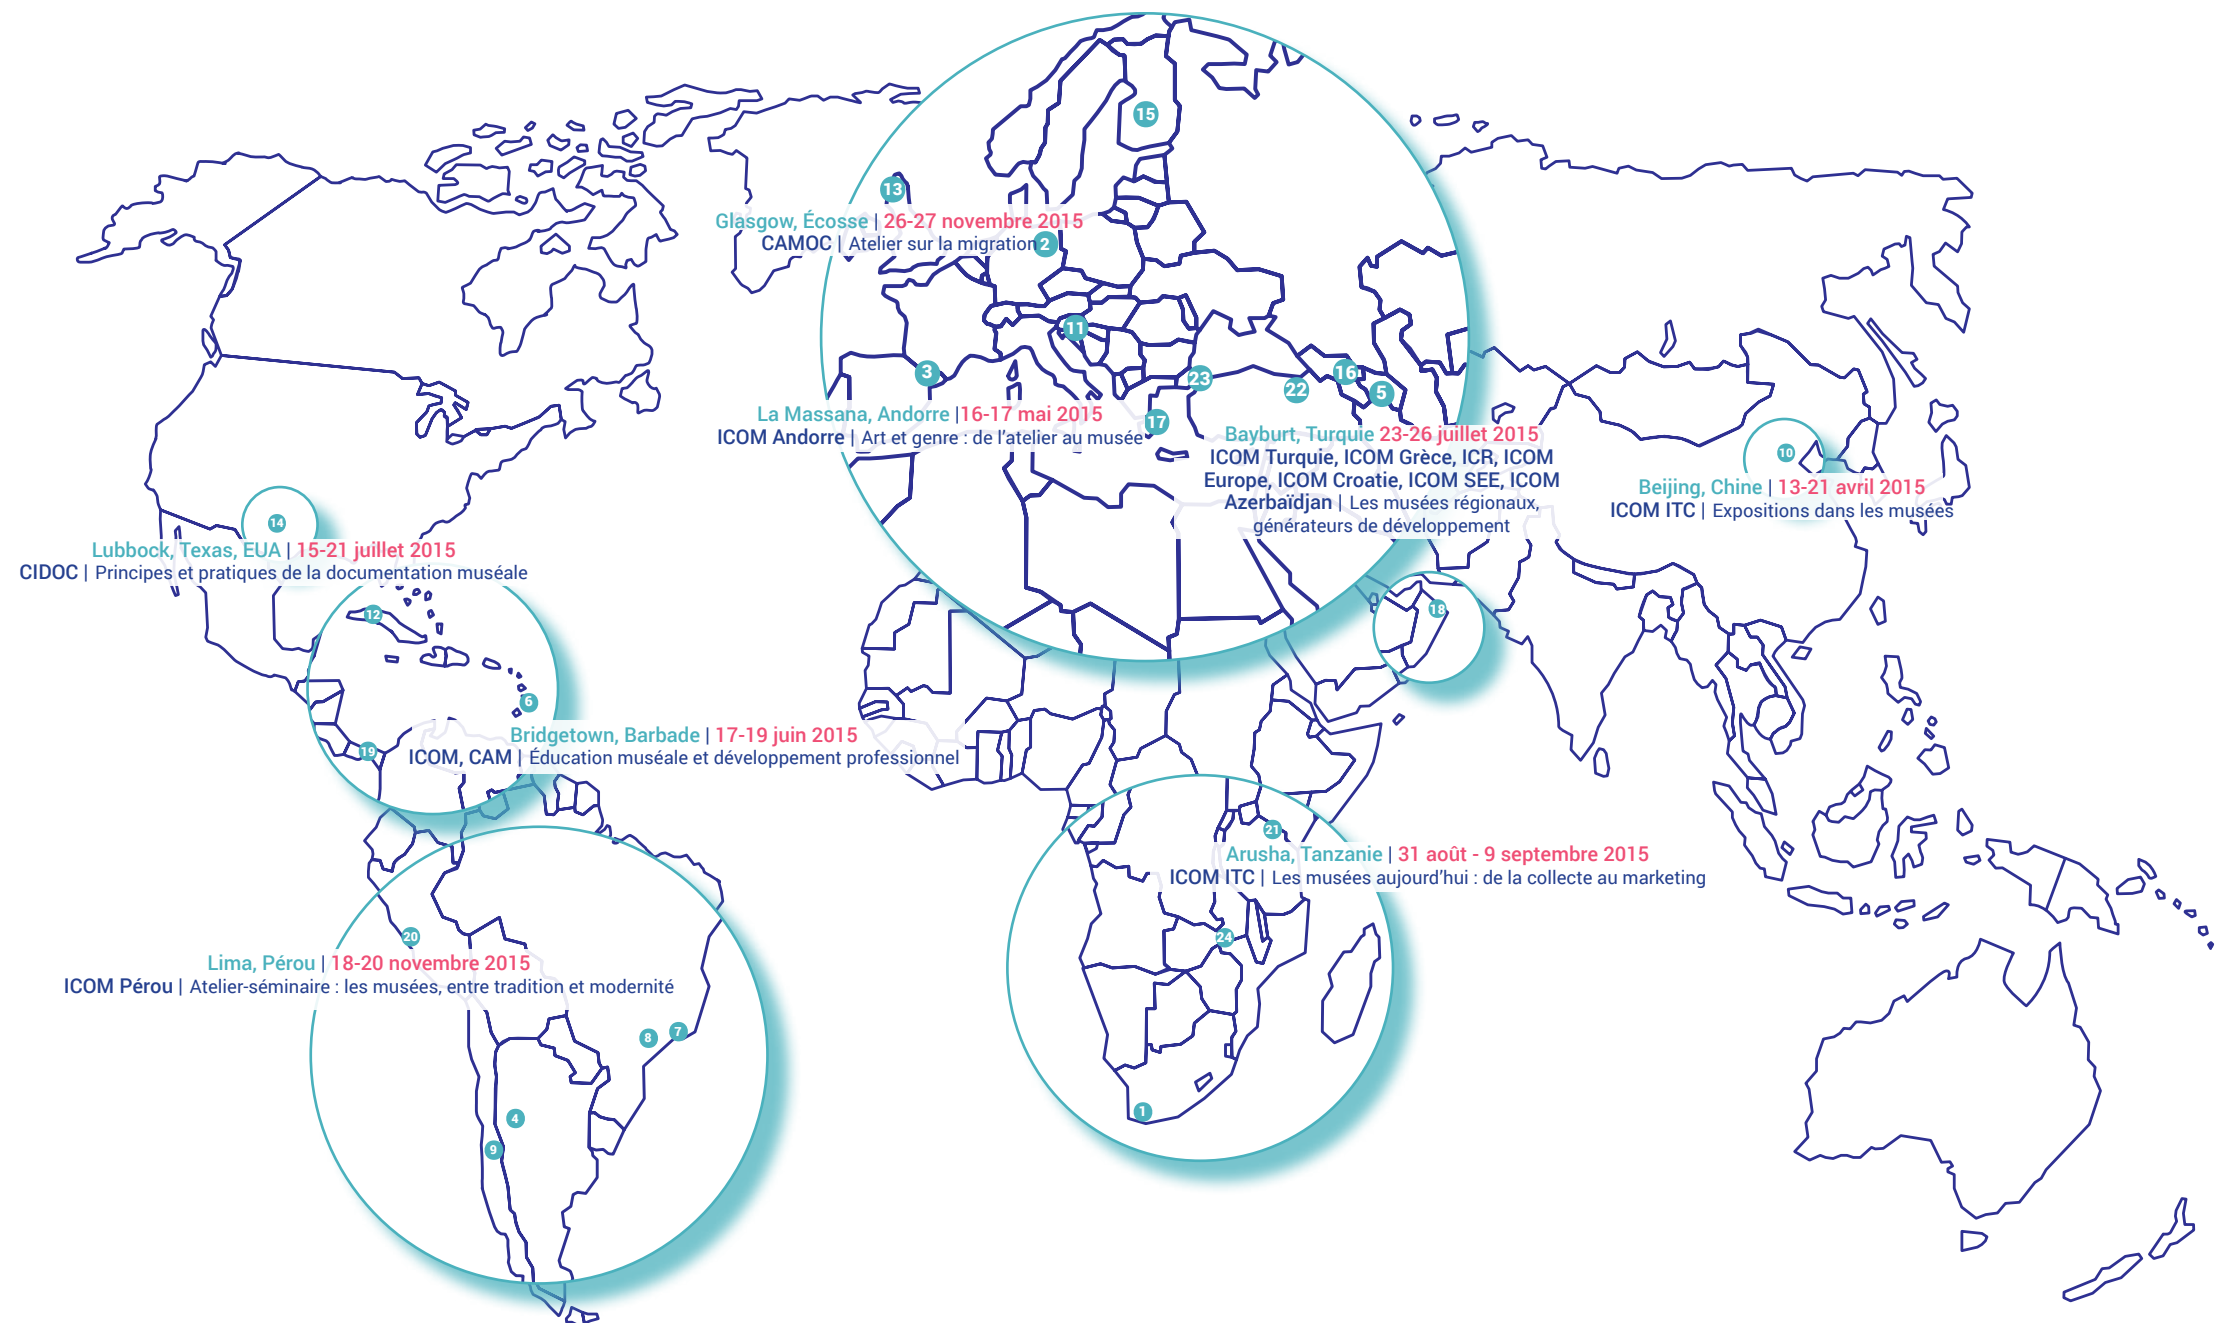 15
13
Glasgow, Écosse | 26-27 novembre 2015
CAMOC | Atelier sur la migration
2
11
3
23
16
22
5
17
La Massana, Andorre |16-17 mai 2015
ICOM Andorre | Art et genre : de l'atelier au musée
Bayburt, Turquie 23-26 juillet 2015
ICOM Turquie, ICOM Grèce, ICR, ICOM
Europe, ICOM Croatie, ICOM SEE, ICOM
Azerbaïdjan | Les musées régionaux,
générateurs de développement
10
Beijing, Chine | 13-21 avril 2015
ICOM ITC | Expositions dans les musées
14
Lubbock, Texas, EUA | 15-21 juillet 2015
CIDOC | Principes et pratiques de la documentation muséale
12
18
6
19
Bridgetown, Barbade | 17-19 juin 2015
ICOM, CAM | Éducation muséale et développement professionnel
21
Arusha, Tanzanie | 31 août - 9 septembre 2015
ICOM ITC | Les musées aujourd'hui : de la collecte au marketing
24
20
Lima, Pérou | 18-20 novembre 2015
ICOM Pérou | Atelier-séminaire : les musées, entre tradition et modernité
8
7
4
9
1